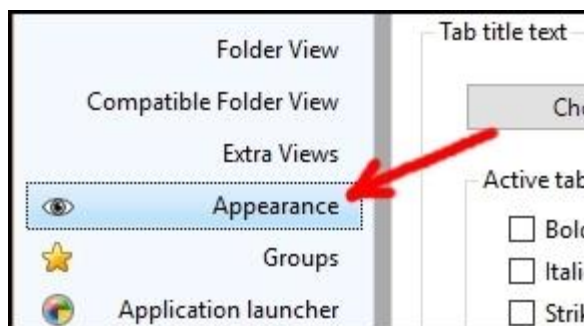 Folder View
Compatible Folder View
Extra Views
Appearance
Groups
Application launcher
Tab title text
Active tab